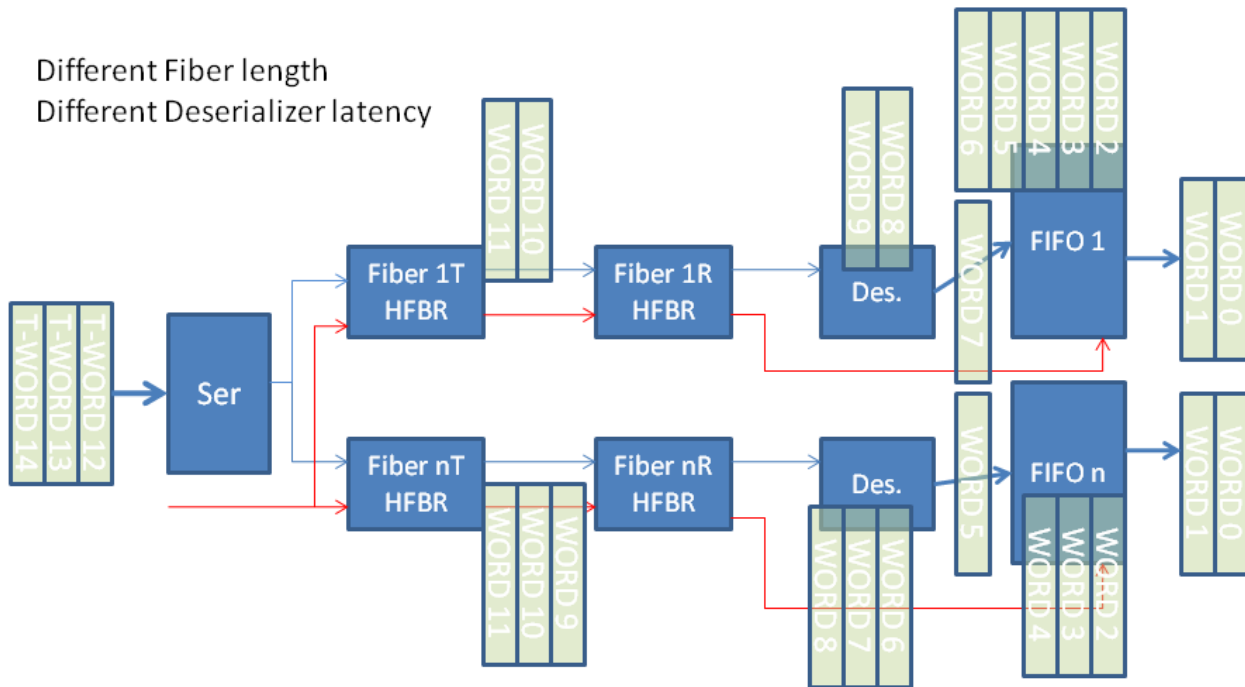 Different Fiber length
Different Deserializer latency
T-WORD 14
T-WORD 13
T-WORD 12
Ser
Fiber 1T
HFBR
WORD 11
WORD 10
Fiber 1R
HFBR
WORD 9
WORD 8
Des.
WORD 7
WORD 6
WORD 5
WORD 4
WORD 3
WORD 2
FIFO 1
WORD 1
WORD 0
Fiber nT
HFBR
WORD 11
WORD 10
WORD 9
Fiber nR
HFBR
Des.
WORD 8
WORD 7
WORD 6
WORD 5
FIFO n
WORD 4
WORD 3
WORD 2
WORD 1
WORD 0